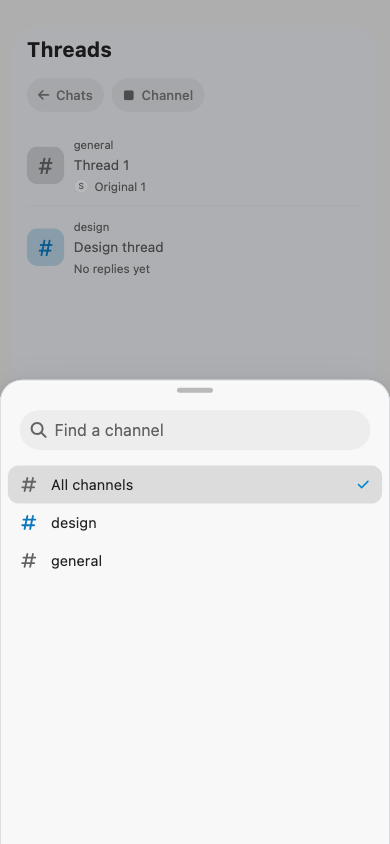 Threads
Chats
Channel
general
Thread 1
S Original 1
design
Design thread
No replies yet
Find a channel
# All channels
# design
# general